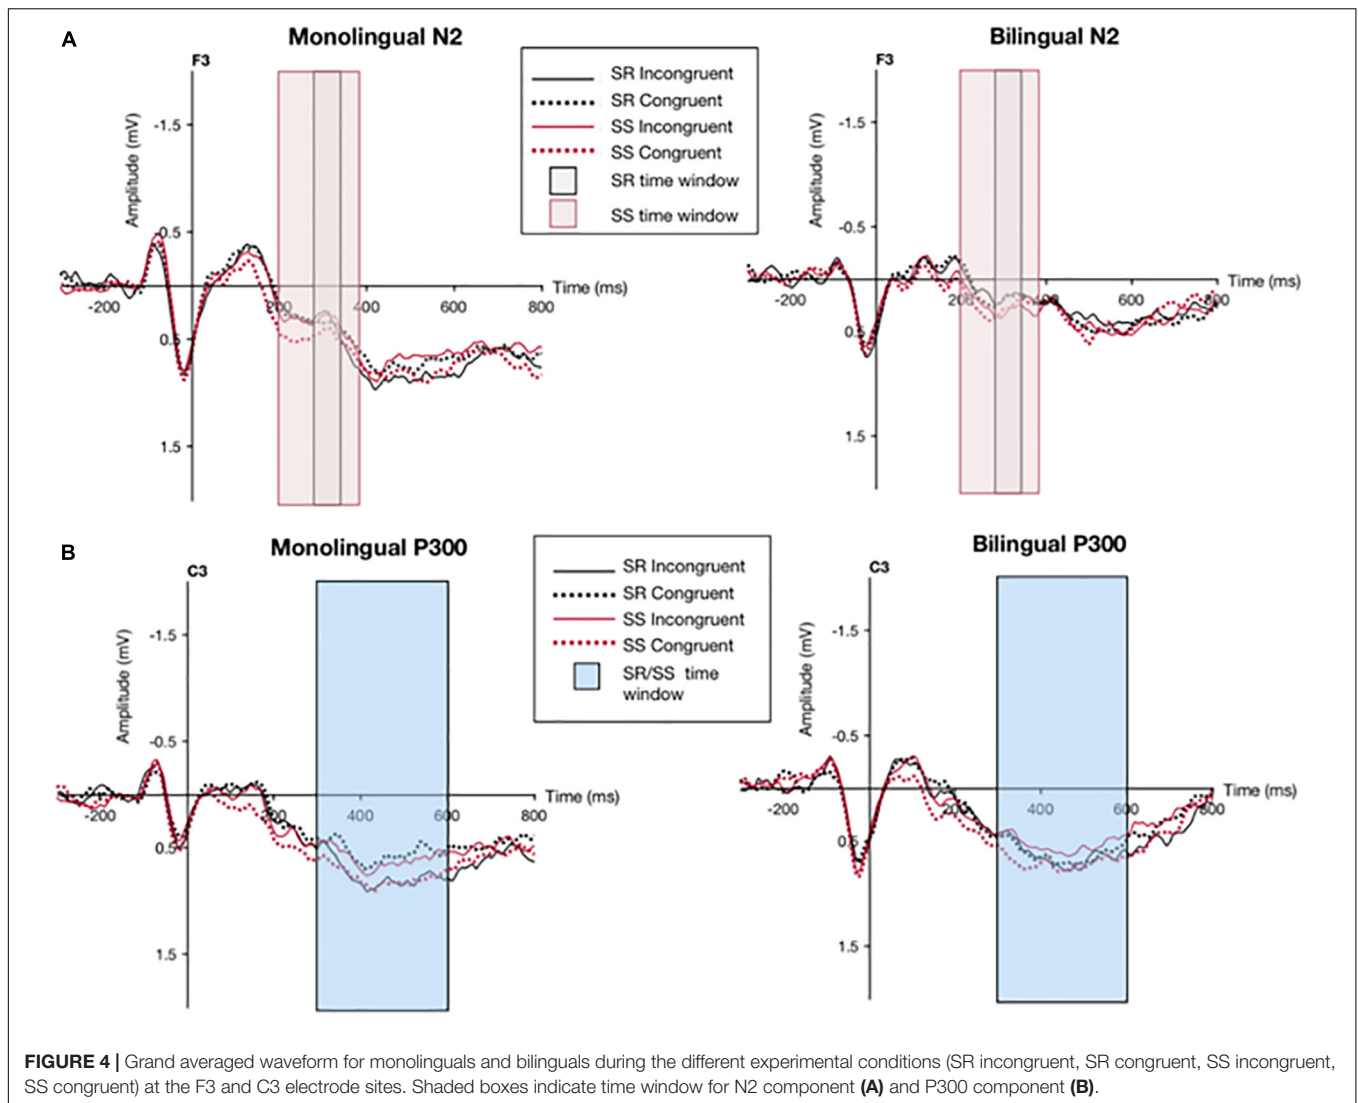 A
Monolingual N2
F3
Amplitude (mV)
-1.5
-0.5
0.5
1.5
-200
200
400
600
800
Time (ms)
SR Incongruent
SR Congruent
SS Incongruent
SS Congruent
SR time window
SS time window
Bilingual N2
F3
Amplitude (mV)
-1.5
-0.5
0.5
1.5
-200
200
400
600
800
Time (ms)
B
Monolingual P300
C3
Amplitude (mV)
-1.5
-0.5
0.5
1.5
-200
200
400
600
800
Time (ms)
SR Incongruent
SR Congruent
SS Incongruent
SS Congruent
SR/SS time
window
Bilingual P300
C3
Amplitude (mV)
-1.5
-0.5
0.5
1.5
-200
400
600
800
Time (ms)
FIGURE 4 | Grand averaged waveform for monolinguals and bilinguals during the different experimental conditions (SR incongruent, SR congruent, SS incongruent,
SS congruent) at the F3 and C3 electrode sites. Shaded boxes indicate time window for N2 component (A) and P300 component (B).